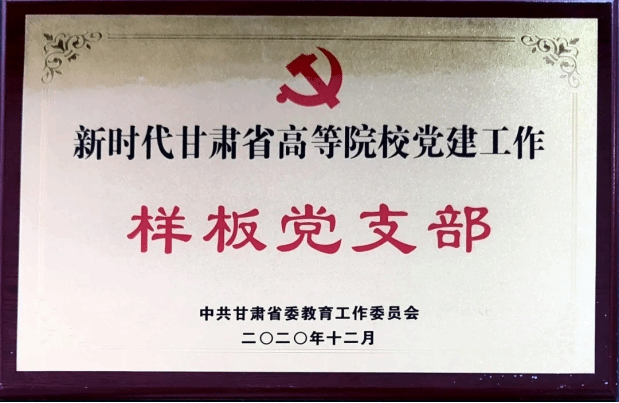 新时代甘肃省高等院校党建工作
样板党支部
中共甘肃省委教育工作委员会
二〇二〇年十二月